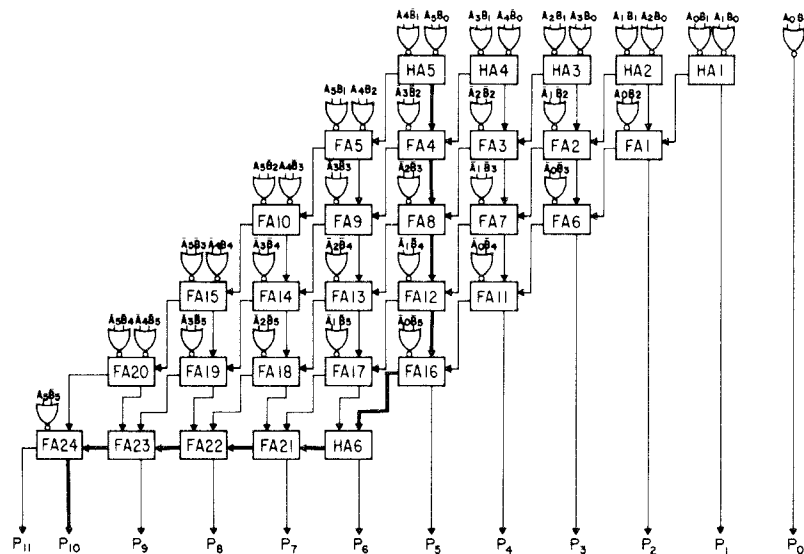 A4B̄1 A5B0 A3B1 A4B0 A2B1 A3B0 A1B1 A2B0 A0B1 A1B0 A0B
HA5 HA4 HA3 HA2 HA1
A5B1 A4B2 A3B2 A2B2 A1B2 A0B2
FA5 FA4 FA3 FA2 FA1
A5B2 A4B3 A3B3 A2B3 A1B3 A0B3
FA10 FA9 FA8 FA7 FA6
A5B3 A4B4 A3B4 A2B4 A1B4 A0B4
FA15 FA14 FA13 FA12 FA11
A5B4 A4B5 A3B5 A2B5 A1B5 A0B5
FA20 FA19 FA18 FA17 FA16
A5B5
FA24 FA23 FA22 FA21 HA6
P11 P10 P9 P8 P7 P6 P5 P4 P3 P2 P1 P0